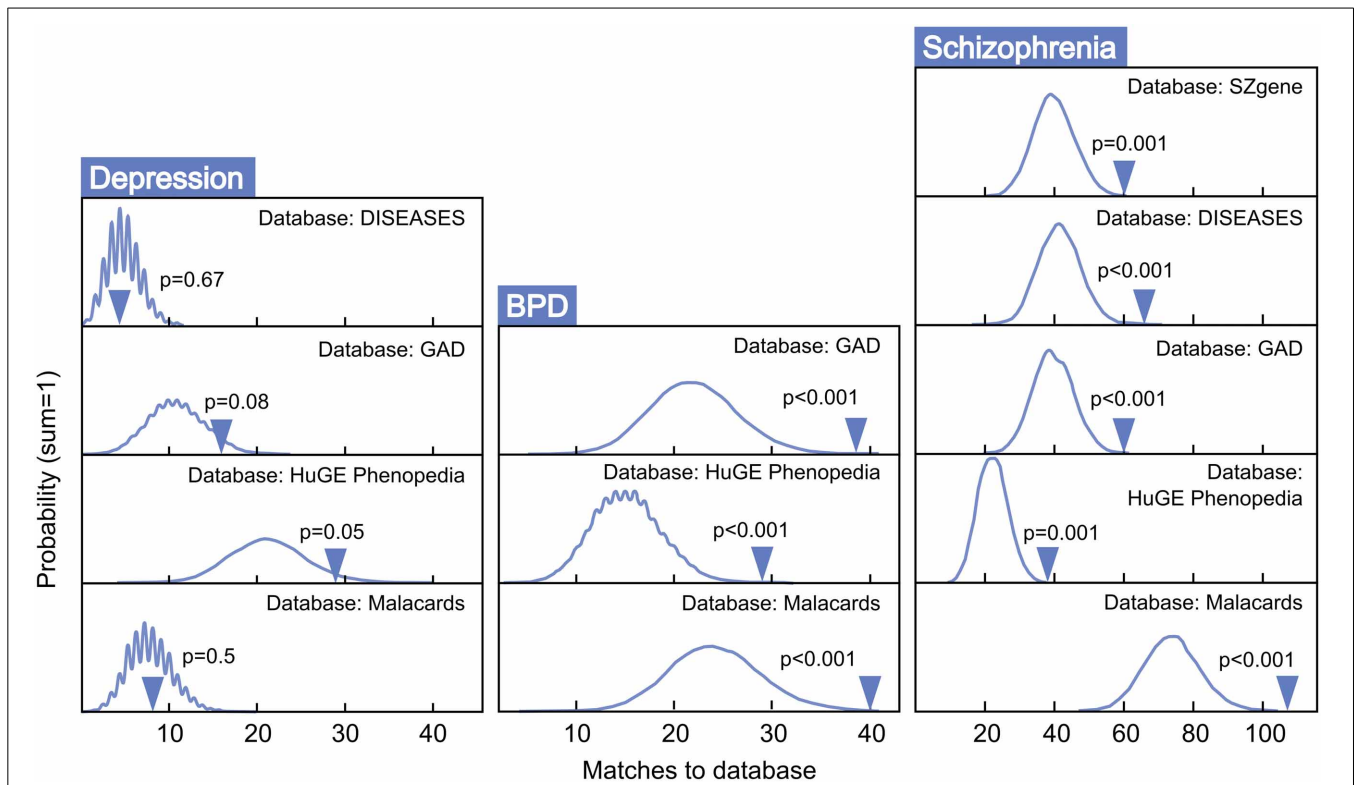 Probability (sum=1)
Depression
Database: DISEASES
p=0.67
Database: GAD
p=0.08
Database: HuGE Phenopedia
p=0.05
Database: Malacards
p=0.5
10 20 30 40
BPD
Database: GAD
p<0.001
Database: HuGE Phenopedia
p<0.001
Database: Malacards
p<0.001
10 20 30 40
Schizophrenia
Database: SZgene
p=0.001
Database: DISEASES
p<0.001
Database: GAD
p<0.001
Database:
HuGE Phenopedia
p=0.001
Database: Malacards
p<0.001
20 40 60 80 100
Matches to database